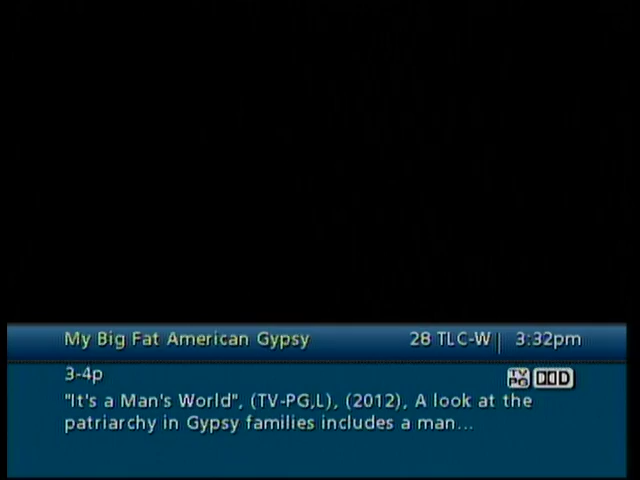 My Big Fat American Gypsy 28 TLC-W 3:32pm
3-4p TV PG
"It's a Man's World", (TV-PG,L), (2012), A look at the
patriarchy in Gypsy families includes a man...